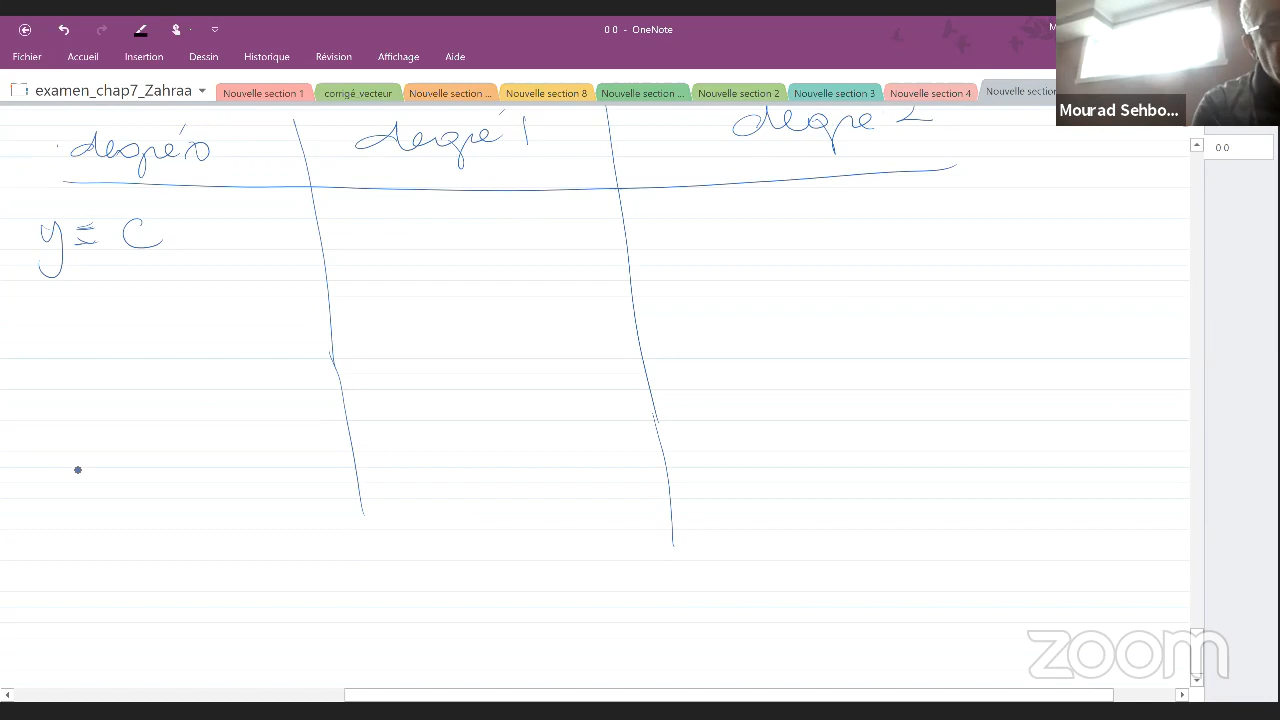 0 0 - OneNote
Fichier Accueil Insertion Dessin Historique Révision Affichage Aide
examen_chap7_Zahraa Nouvelle section 1 corrigé_vecteur Nouvelle section ... Nouvelle section 8 Nouvelle section ... Nouvelle section 2 Nouvelle section 3 Nouvelle section 4 Nouvelle section
Mourad Sehbo...
0 0
degré 0 degré 1 degré 2
y = C
zoom